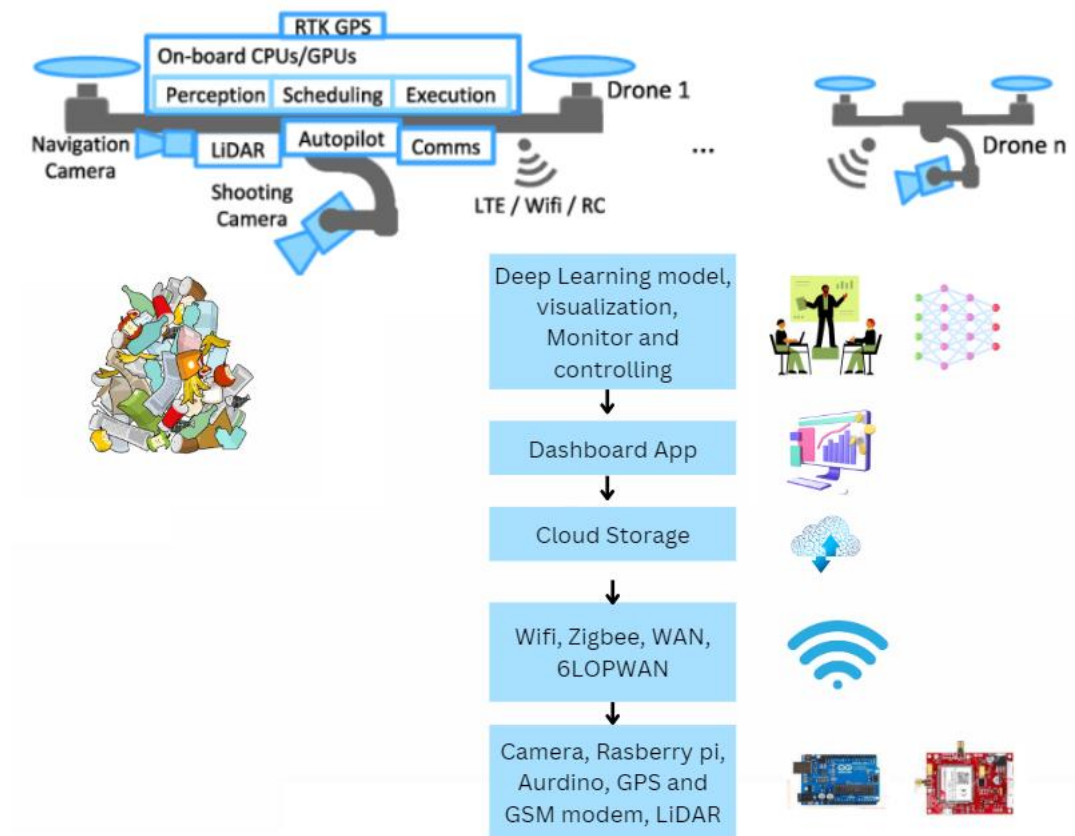 RTK GPS
On-board CPUs/GPUs
Perception Scheduling Execution
Drone 1
Navigation
Camera
LiDAR
Autopilot
Comms
Shooting
Camera
LTE / Wifi / RC
...
Drone n
Deep Learning model,
visualization,
Monitor and
controlling
Dashboard App
Cloud Storage
Wifi, Zigbee, WAN,
6LOPWAN
Camera, Rasberry pi,
Aurdino, GPS and
GSM modem, LiDAR